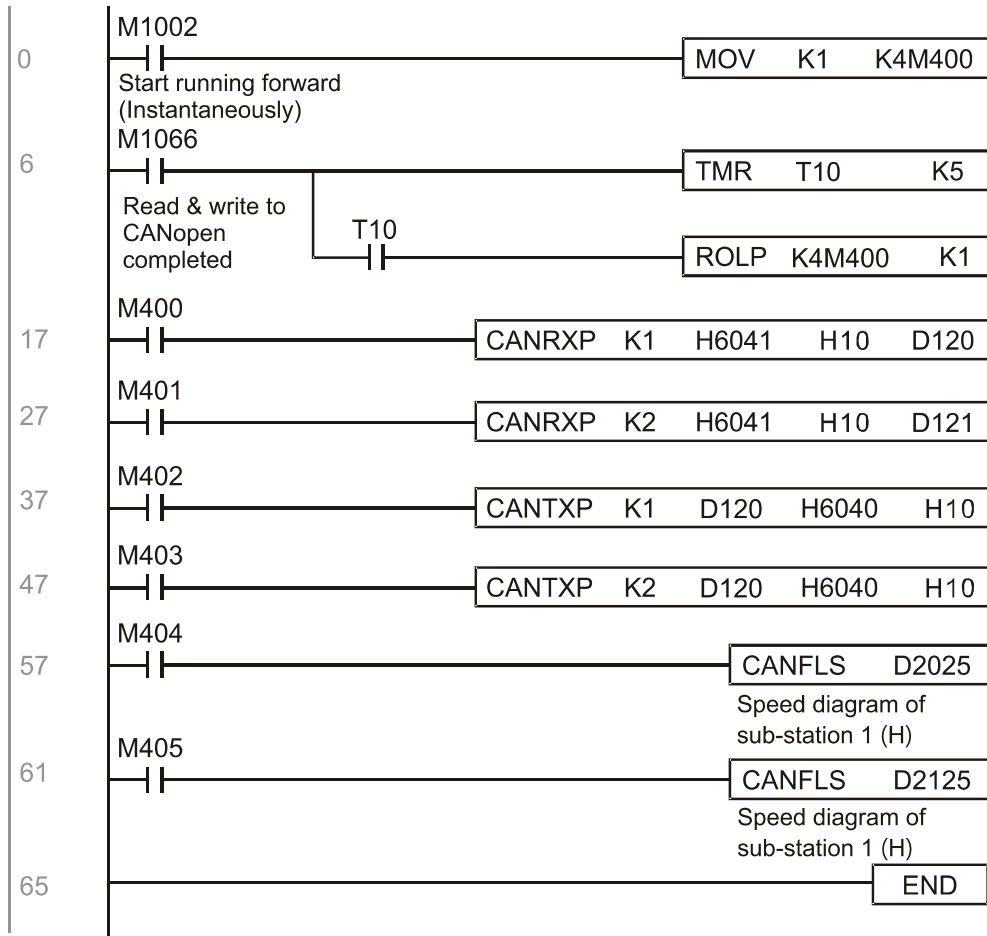 M1002
0 MOV K1 K4M400
Start running forward
(Instantaneously)
M1066
6 TMR T10 K5
Read & write to
CANopen
completed
T10
ROLP K4M400 K1
M400
17 CANRXP K1 H6041 H10 D120
M401
27 CANRXP K2 H6041 H10 D121
M402
37 CANTXP K1 D120 H6040 H10
M403
47 CANTXP K2 D120 H6040 H10
M404
57 CANFLS D2025
Speed diagram of
sub-station 1 (H)
M405
61 CANFLS D2125
Speed diagram of
sub-station 1 (H)
65 END